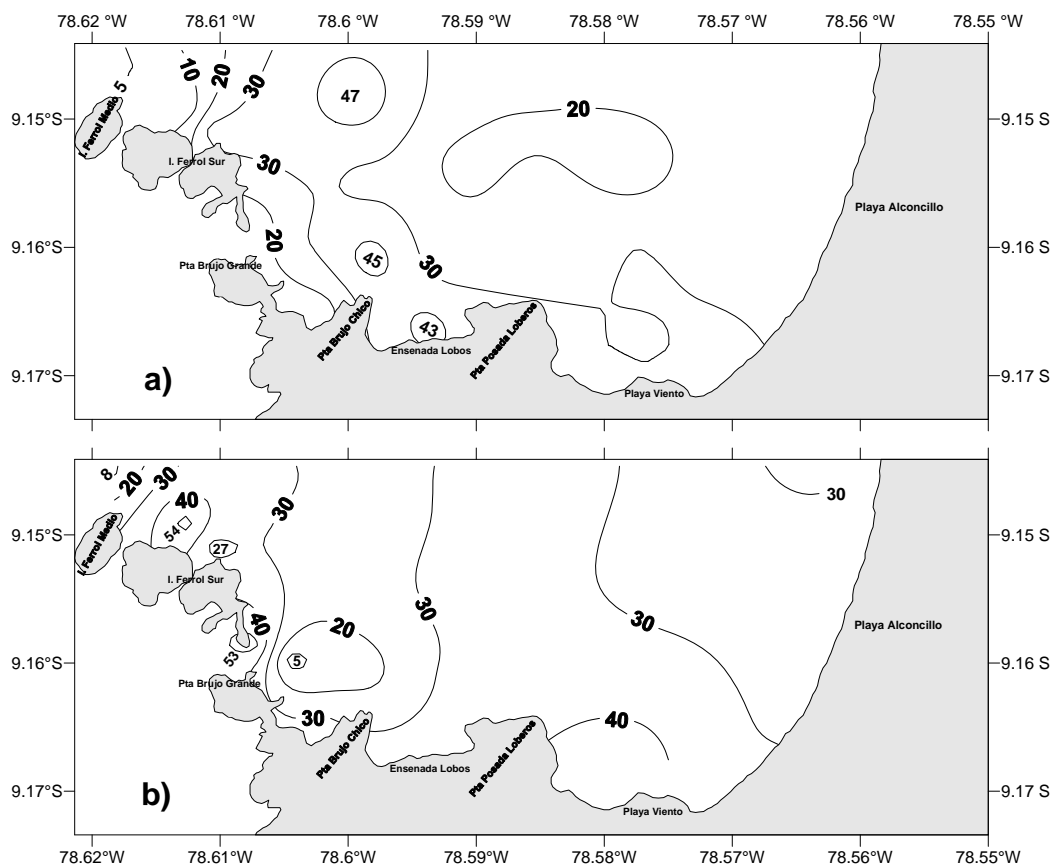 78.62 °W 78.61 °W 78.6 °W 78.59 °W 78.58 °W 78.57 °W 78.56 °W 78.55 °W
5 10 20 30 47 20
9.15°S 9.15°S
I. Ferrol Medio
I. Ferrol Sur
30
Playa Alconcillo
20
9.16°S 9.16°S
Pta Brujo Grande
45 30
43
Pta Brujo Chico
Ensenada Lobos
Pta Posada Loberos
9.17°S 9.17°S
a)
Playa Viento
8 20 30 40 30 30
54
27
9.15°S 9.15°S
I. Ferrol Medio
I. Ferrol Sur
40 20 30 30
Playa Alconcillo
53 5
9.16°S 9.16°S
Pta Brujo Grande
30 40
Pta Brujo Chico
Ensenada Lobos
Pta Posada Loberos
9.17°S 9.17°S
b)
Playa Viento
78.62°W 78.61°W 78.6°W 78.59°W 78.58°W 78.57°W 78.56°W 78.55°W